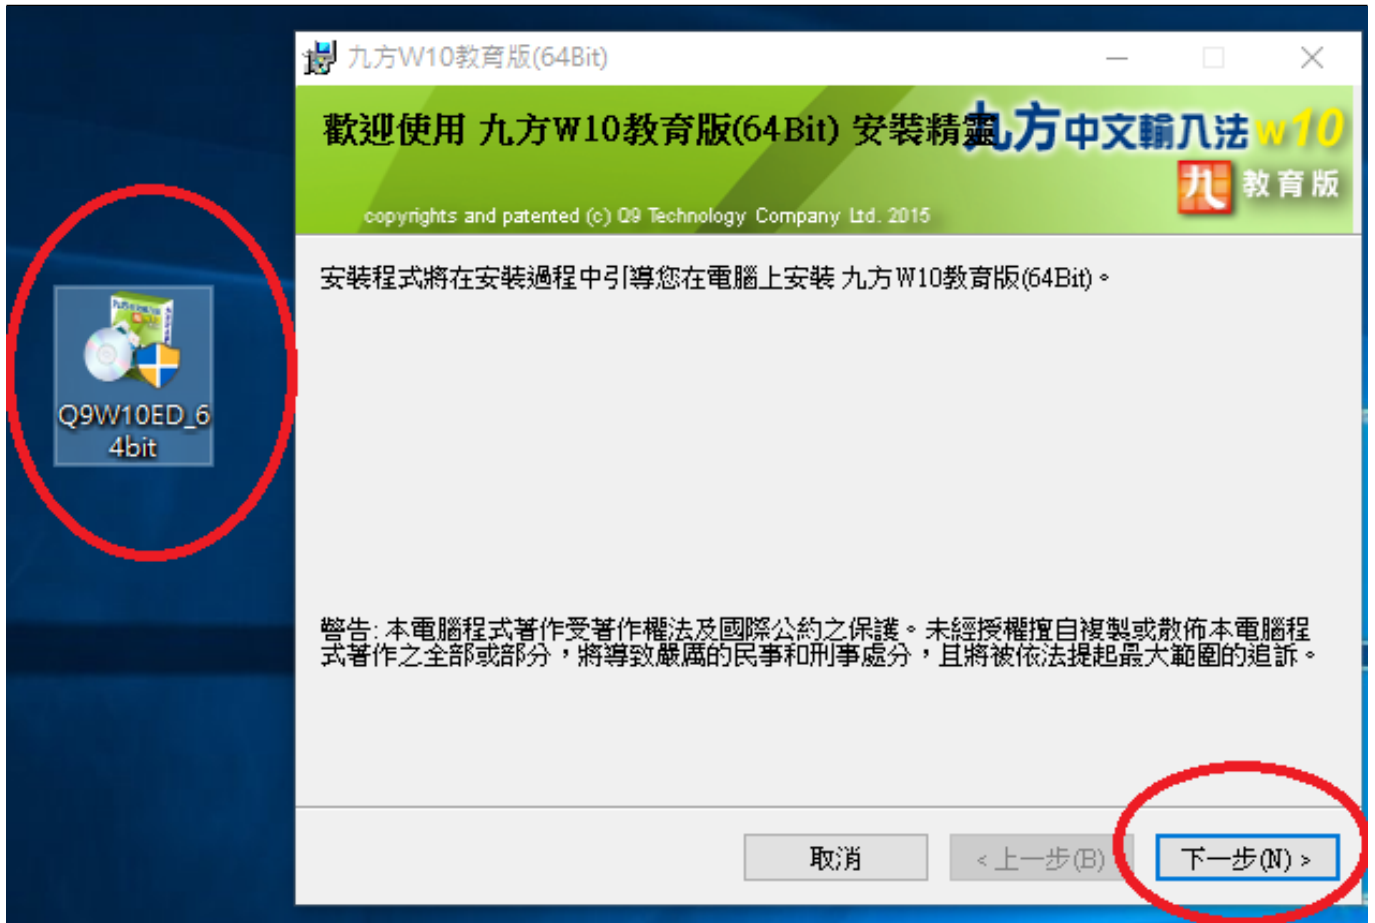 九方W10教育版(64Bit)
歡迎使用 九方W10教育版(64Bit) 安裝精靈
九方中文輸入法 W10
九 教育版
copyrights and patented (c) Q9 Technology Company Ltd. 2015
安裝程式將在安裝過程中引導您在電腦上安裝 九方W10教育版(64Bit)。
Q9W10ED_6
4bit
警告: 本電腦程式著作受著作權法及國際公約之保護。未經授權擅自複製或散佈本電腦程
式著作之全部或部分，將導致嚴厲的民事和刑事處分，且將被依法提起最大範圍的追訴。
取消
<上一步(B)
下一步(N) >